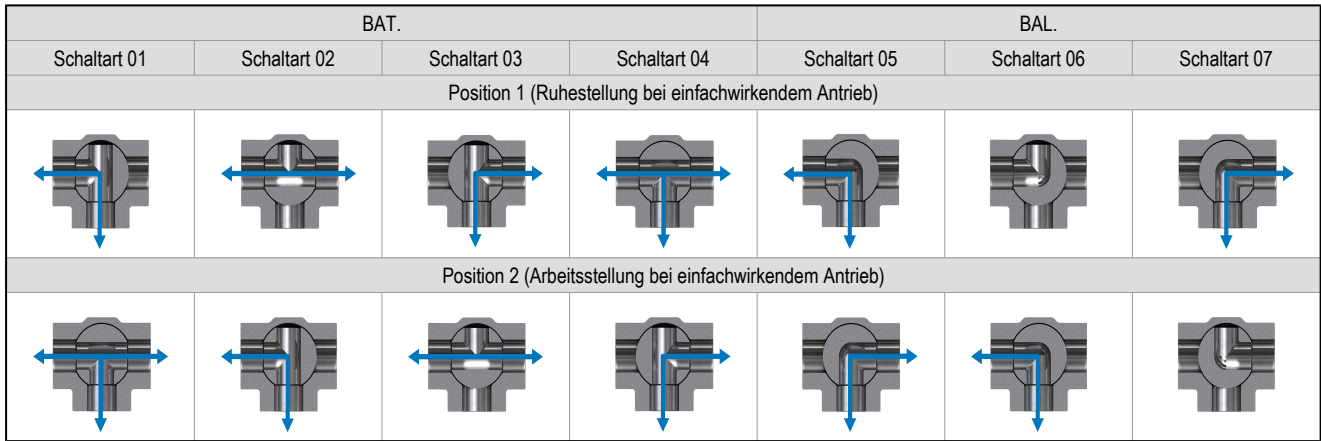 BAT. BAL.
Schaltart 01 Schaltart 02 Schaltart 03 Schaltart 04 Schaltart 05 Schaltart 06 Schaltart 07
Position 1 (Ruhestellung bei einfachwirkendem Antrieb)
Position 2 (Arbeitsstellung bei einfachwirkendem Antrieb)